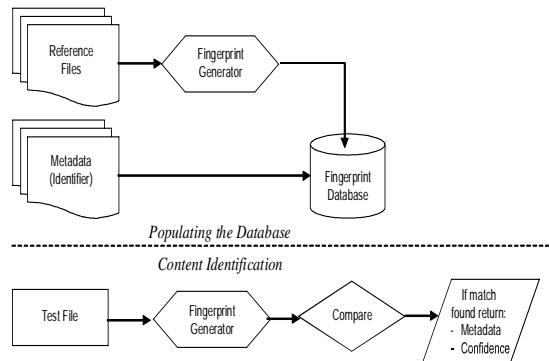 Reference
Files
Fingerprint
Generator
Metadata
(Identifier)
Fingerprint
Database
Populating the Database
Content Identification
Test File
Fingerprint
Generator
Compare
If match
found return:
- Metadata
- Confidence